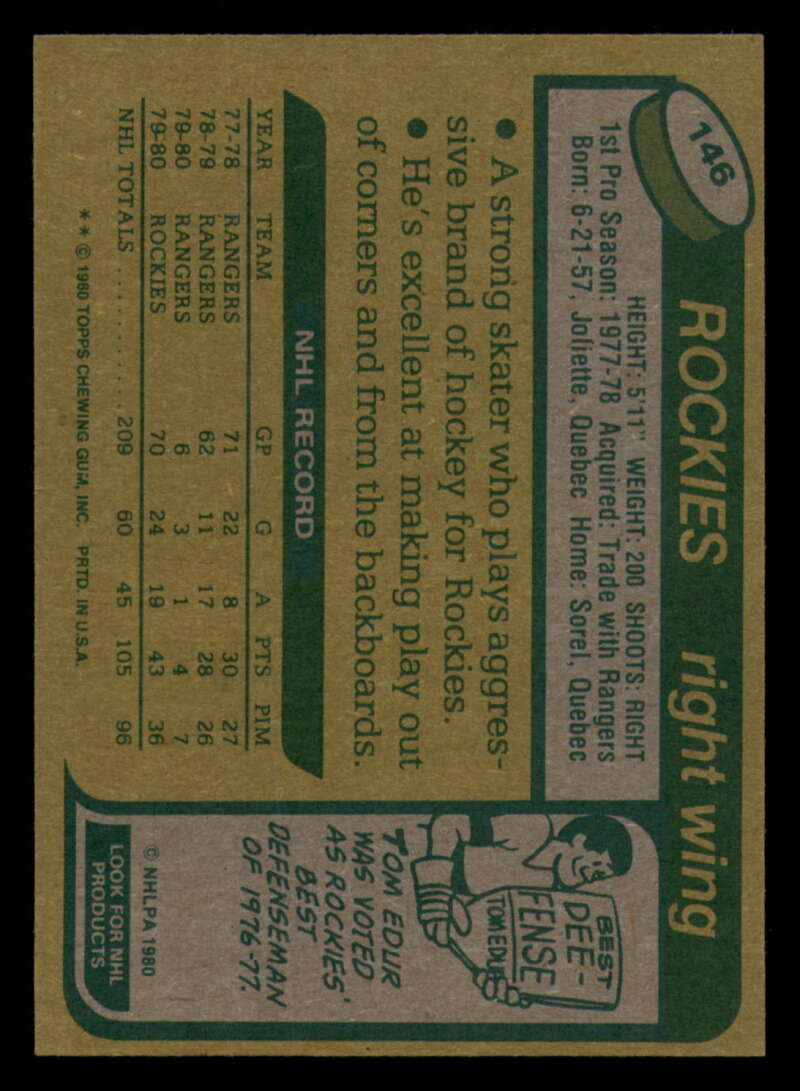 146
ROCKIES right wing
HEIGHT: 5'11" WEIGHT: 200 SHOOTS: RIGHT
1st Pro Season: 1977-78 Acquired: Trade with Rangers
Born: 6-21-57, Joliette, Quebec Home: Sorel, Quebec
● A strong skater who plays aggres-
sive brand of hockey for Rockies.
● He's excellent at making play out
of corners and from the backboards.
NHL RECORD
YEAR TEAM GP G A PTS PIM
77-78 RANGERS 71 22 8 30 27
78-79 RANGERS 62 11 17 28 26
79-80 RANGERS 6 3 1 4 7
79-80 ROCKIES 70 24 19 43 36
NHL TOTALS .......... 209 60 45 105 96
** © 1980 TOPPS CHEWING GUM, INC. PRTD. IN U.S.A.
BEST
DEE-
FENSE
TOM EDUR
TOM EDUR
WAS VOTED
AS ROCKIES'
BEST
DEFENSEMAN
OF 1976-77.
© NHLPA 1980
LOOK FOR NHL
PRODUCTS